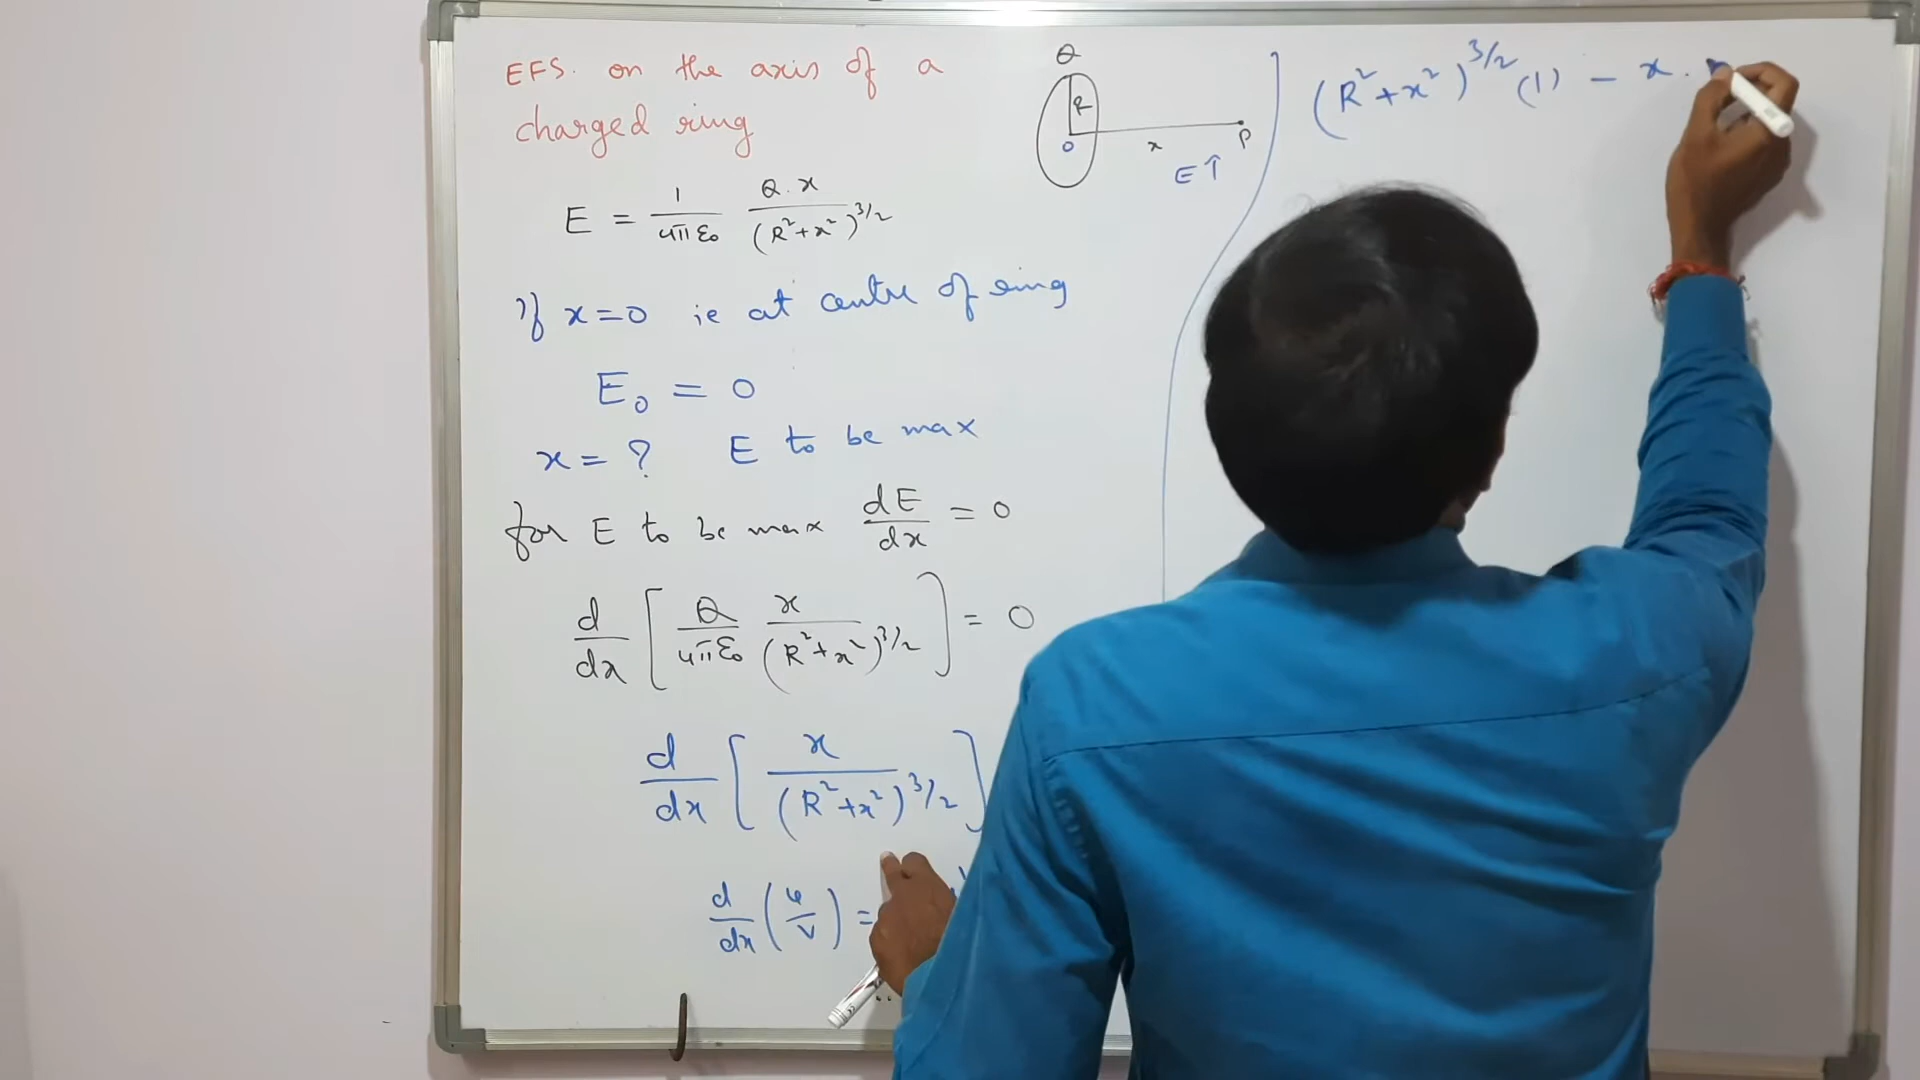 EFS. on the axis of a
charged ring
E = 1/4πε₀ Q.x/(R²+x²)^3/2
If x=0 ie at centre of ring
E₀ = 0
x = ? E to be max
for E to be max dE/dx = 0
d/dx [Q/4πε₀ x/(R²+x²)^3/2] = 0
d/dx [x/(R²+x²)^3/2]
d/dx (u/v) =
Q
R
O
x
P
E↑
(R²+x²)^3/2 (1) - x.